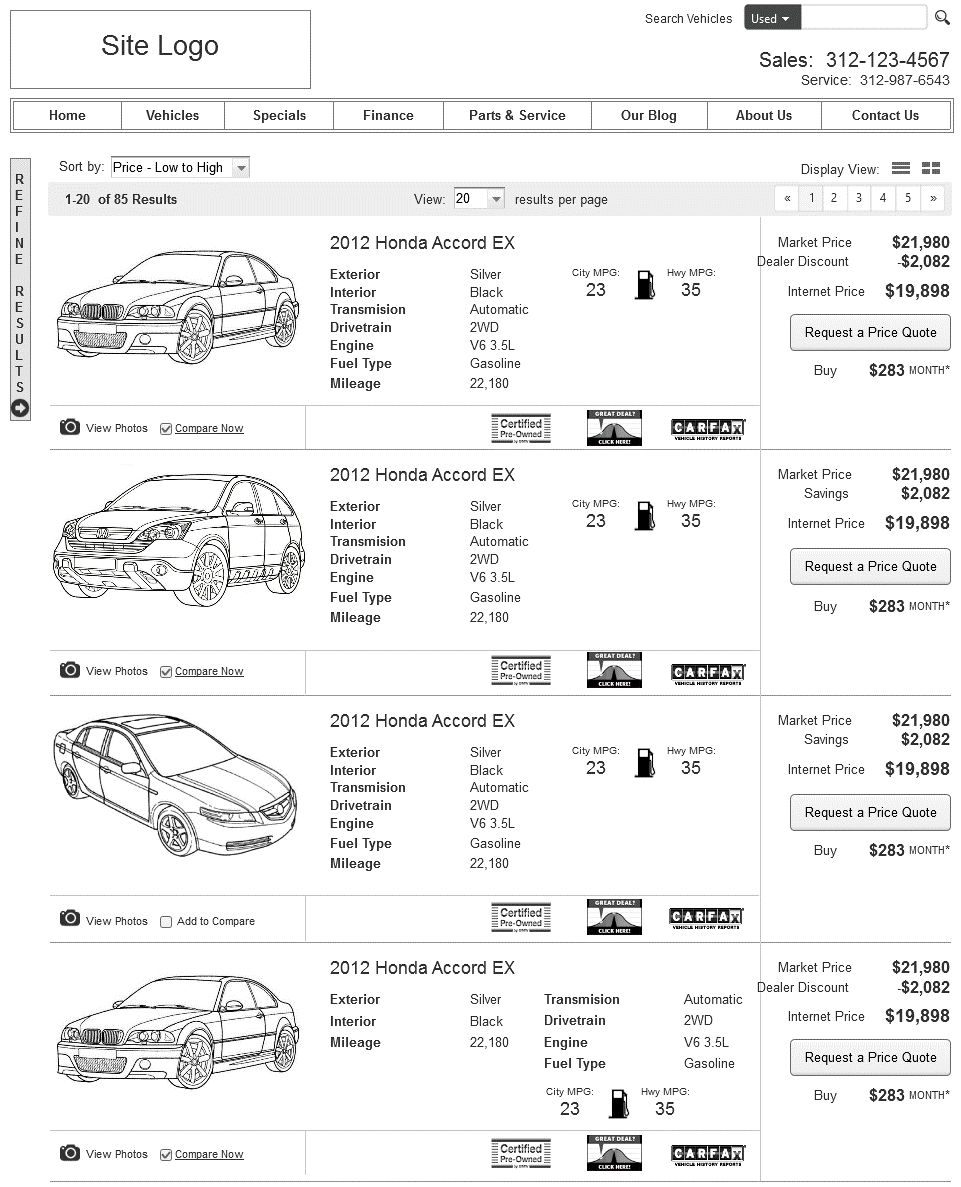 Site Logo
Search Vehicles Used
Sales: 312-123-4567
Service: 312-987-6543
Home Vehicles Specials Finance Parts & Service Our Blog About Us Contact Us
REFINE RESULTS
Sort by: Price - Low to High
Display View:
1-20 of 85 Results View: 20 results per page « 1 2 3 4 5 »
2012 Honda Accord EX
Exterior Silver
Interior Black
Transmision Automatic
Drivetrain 2WD
Engine V6 3.5L
Fuel Type Gasoline
Mileage 22,180
City MPG: Hwy MPG:
23 35
Market Price $21,980
Dealer Discount -$2,082
Internet Price $19,898
Request a Price Quote
Buy $283 MONTH*
View Photos Compare Now
Certified
Pre-Owned
by BMW
GREAT DEAL?
CLICK HERE!
CARFAX
VEHICLE HISTORY REPORTS
2012 Honda Accord EX
Exterior Silver
Interior Black
Transmision Automatic
Drivetrain 2WD
Engine V6 3.5L
Fuel Type Gasoline
Mileage 22,180
City MPG: Hwy MPG:
23 35
Market Price $21,980
Savings $2,082
Internet Price $19,898
Request a Price Quote
Buy $283 MONTH*
View Photos Compare Now
Certified
Pre-Owned
by BMW
GREAT DEAL?
CLICK HERE!
CARFAX
VEHICLE HISTORY REPORTS
2012 Honda Accord EX
Exterior Silver
Interior Black
Transmision Automatic
Drivetrain 2WD
Engine V6 3.5L
Fuel Type Gasoline
Mileage 22,180
City MPG: Hwy MPG:
23 35
Market Price $21,980
Savings $2,082
Internet Price $19,898
Request a Price Quote
Buy $283 MONTH*
View Photos Add to Compare
Certified
Pre-Owned
by BMW
GREAT DEAL?
CLICK HERE!
CARFAX
VEHICLE HISTORY REPORTS
2012 Honda Accord EX
Exterior Silver Transmision Automatic
Interior Black Drivetrain 2WD
Mileage 22,180 Engine V6 3.5L
Fuel Type Gasoline
City MPG: Hwy MPG:
23 35
Market Price $21,980
Dealer Discount -$2,082
Internet Price $19,898
Request a Price Quote
Buy $283 MONTH*
View Photos Compare Now
Certified
Pre-Owned
by BMW
GREAT DEAL?
CLICK HERE!
CARFAX
VEHICLE HISTORY REPORTS